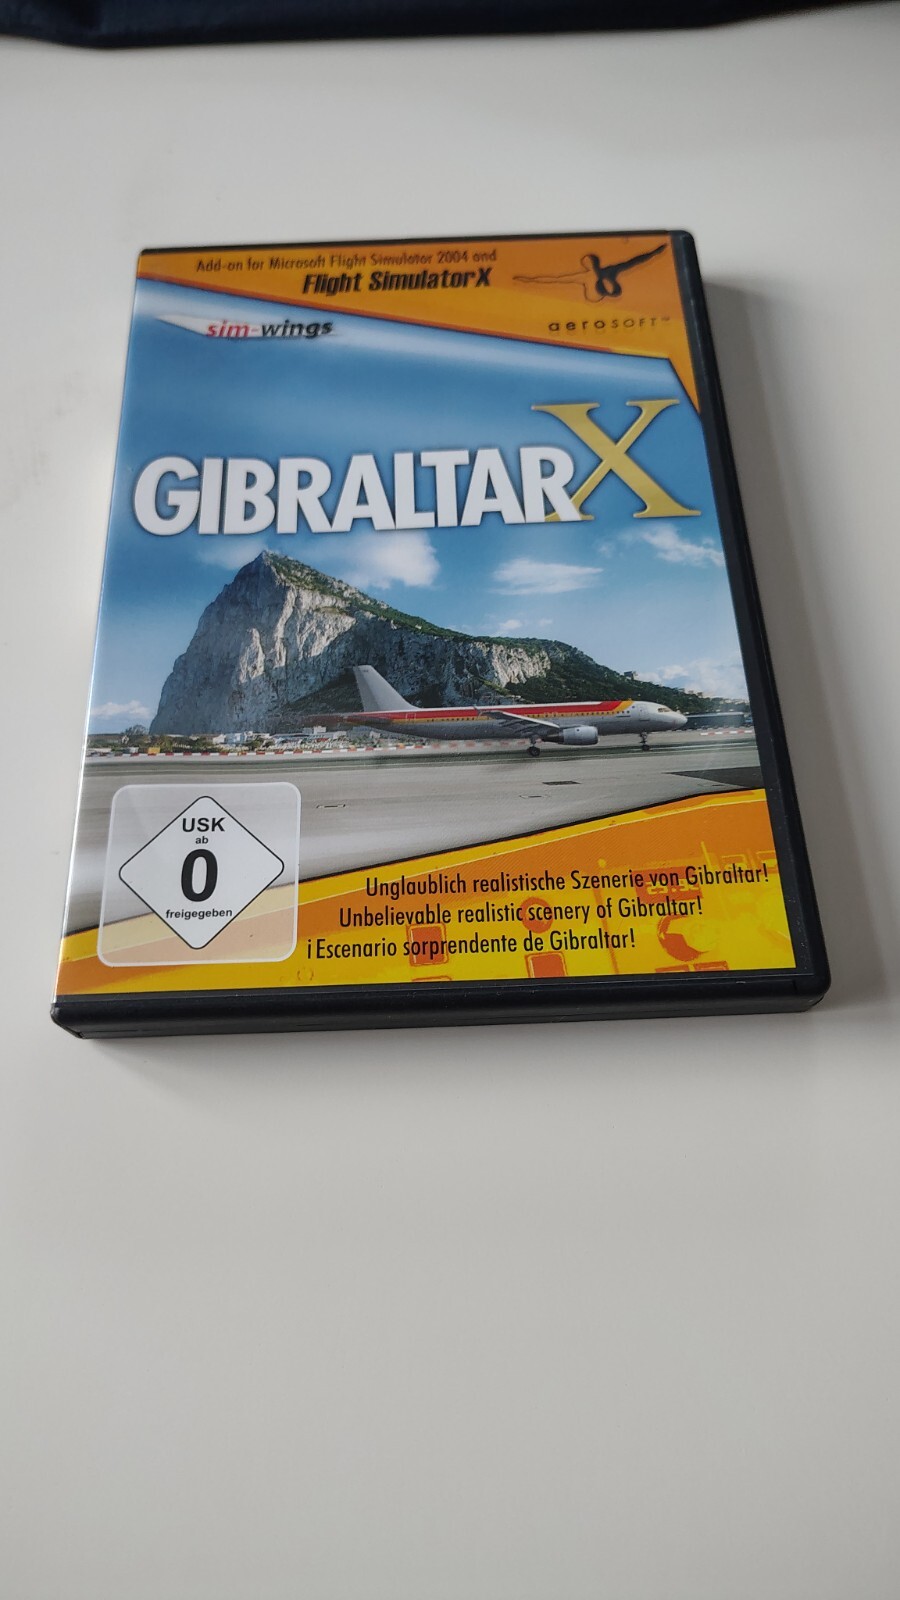 Add-on for Microsoft Flight Simulator 2004 and
Flight Simulator X
aerosoft™
sim-wings
GIBRALTAR X
USK
ab
0
freigegeben
Unglaublich realistische Szenerie von Gibraltar!
Unbelievable realistic scenery of Gibraltar!
¡ Escenario sorprendente de Gibraltar!